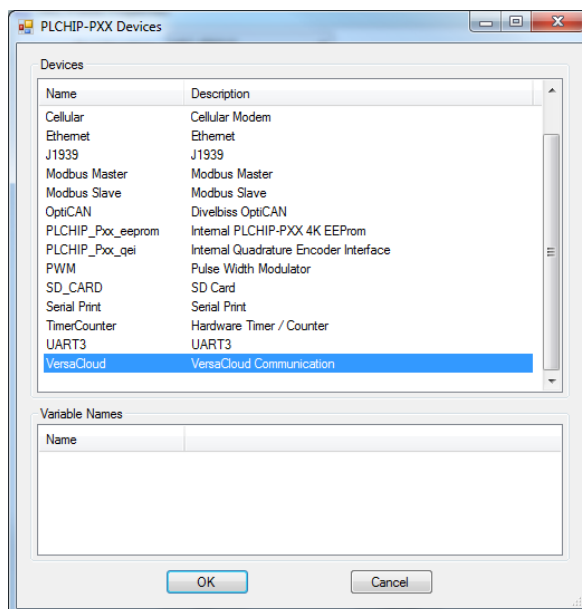 PLCHIP-PXX Devices
Devices
Name Description
Cellular Cellular Modem
Ethernet Ethernet
J1939 J1939
Modbus Master Modbus Master
Modbus Slave Modbus Slave
OptiCAN Divelbiss OptiCAN
PLCHIP_Pxx_eeprom Internal PLCHIP-PXX 4K EEProm
PLCHIP_Pxx_qei Internal Quadrature Encoder Interface
PWM Pulse Width Modulator
SD_CARD SD Card
Serial Print Serial Print
TimerCounter Hardware Timer / Counter
UART3 UART3
VersaCloud VersaCloud Communication
Variable Names
Name
OK Cancel